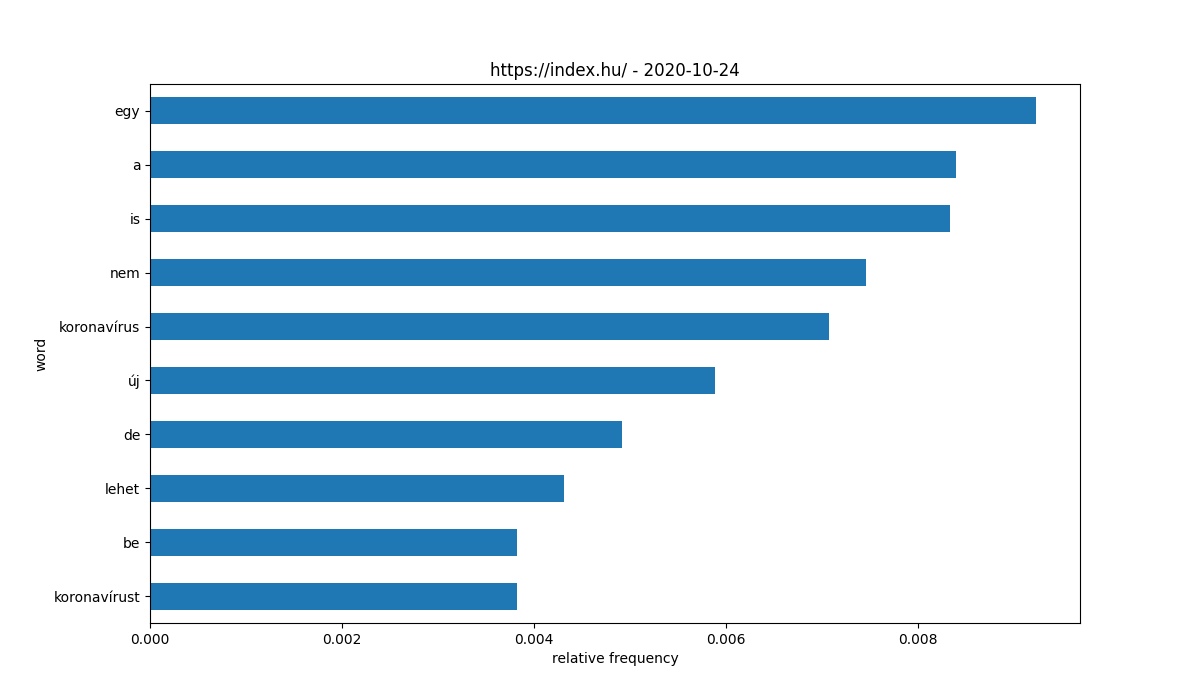 https://index.hu/ - 2020-10-24
egy
a
is
nem
koronavírus
új
de
lehet
be
koronavírust
word
0.000 0.002 0.004 0.006 0.008
relative frequency